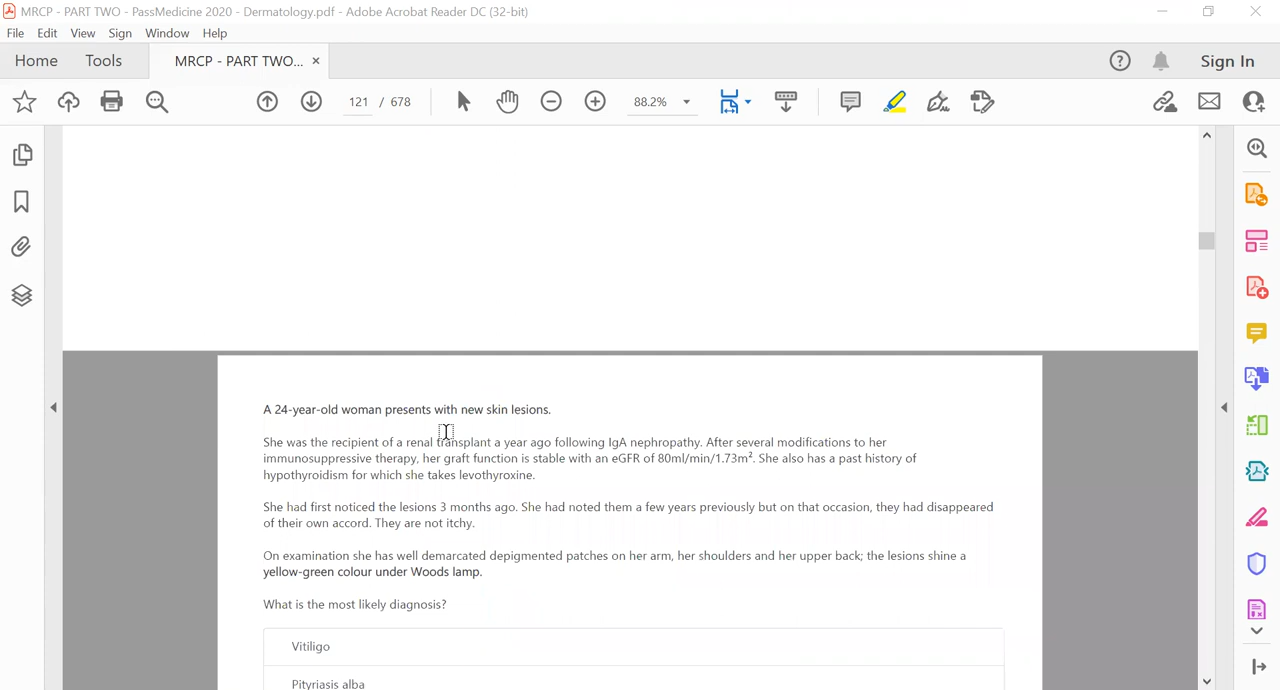 MRCP - PART TWO - PassMedicine 2020 - Dermatology.pdf - Adobe Acrobat Reader DC (32-bit)
File Edit View Sign Window Help
Home Tools MRCP - PART TWO... × Sign In
121 / 678 88.2%
A 24-year-old woman presents with new skin lesions.
She was the recipient of a renal transplant a year ago following IgA nephropathy. After several modifications to her
immunosuppressive therapy, her graft function is stable with an eGFR of 80ml/min/1.73m². She also has a past history of
hypothyroidism for which she takes levothyroxine.
She had first noticed the lesions 3 months ago. She had noted them a few years previously but on that occasion, they had disappeared
of their own accord. They are not itchy.
On examination she has well demarcated depigmented patches on her arm, her shoulders and her upper back; the lesions shine a
yellow-green colour under Woods lamp.
What is the most likely diagnosis?
Vitiligo
Pityriasis alba